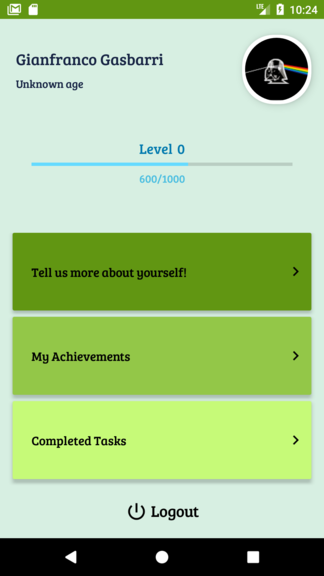 LTE
10:24
Gianfranco Gasbarri
Unknown age
Level 0
600/1000
Tell us more about yourself!
My Achievements
Completed Tasks
Logout